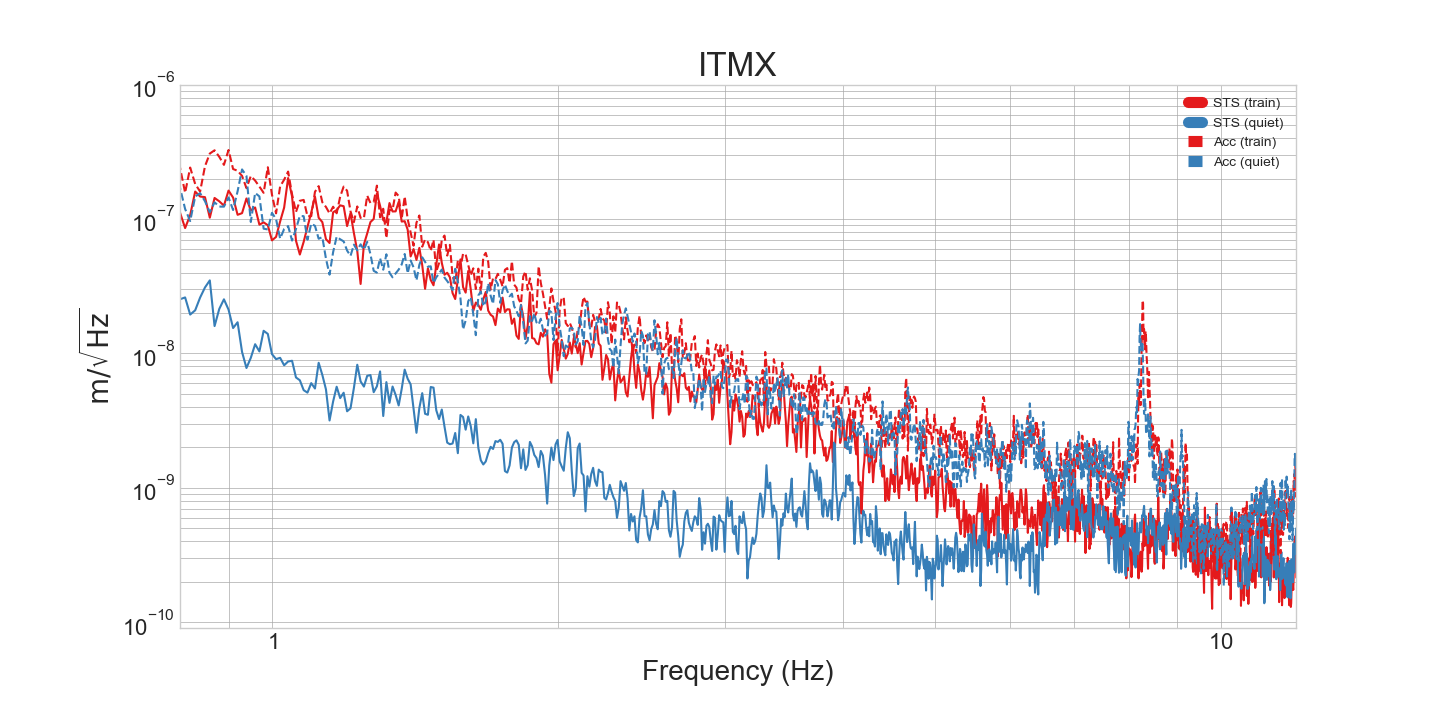 ITMX
10⁻⁶
10⁻⁷
10⁻⁸
10⁻⁹
10⁻¹⁰
m/√Hz
1
10
Frequency (Hz)
STS (train)
STS (quiet)
Acc (train)
Acc (quiet)